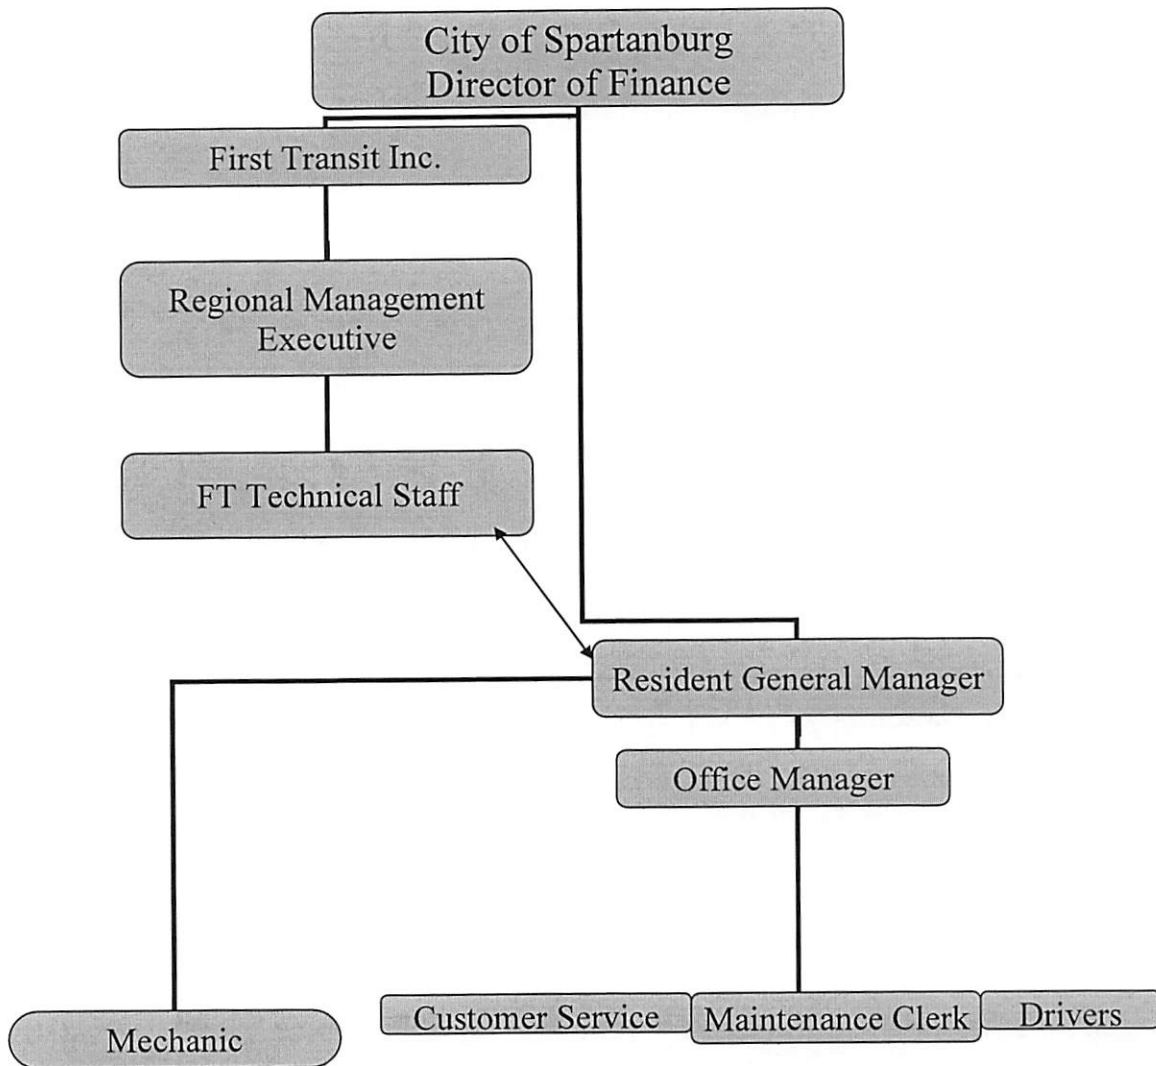 City of Spartanburg
Director of Finance
First Transit Inc.
Regional Management
Executive
FT Technical Staff
Resident General Manager
Office Manager
Customer Service
Maintenance Clerk
Drivers
Mechanic